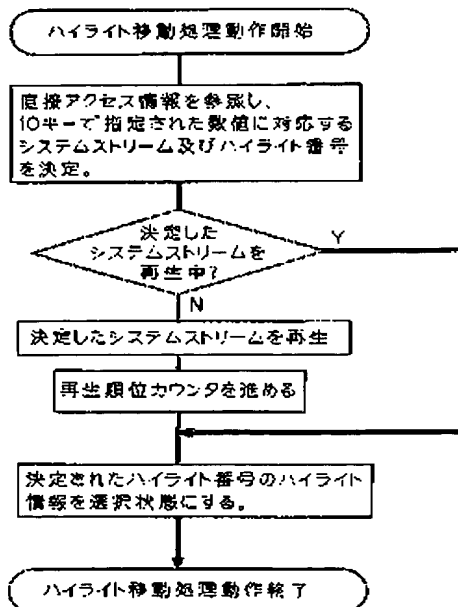 ハイライト移動処理動作開始
直接アクセス情報を参照し、
10キーで指定された数値に対応する
システムストリーム及びハイライト番号
を決定。
決定した
システムストリームを
再生中?
Y
N
決定したシステムストリームを再生
再生順位カウンタを進める
決定されたハイライト番号のハイライト
情報を選択状態にする。
ハイライト移動処理動作終了